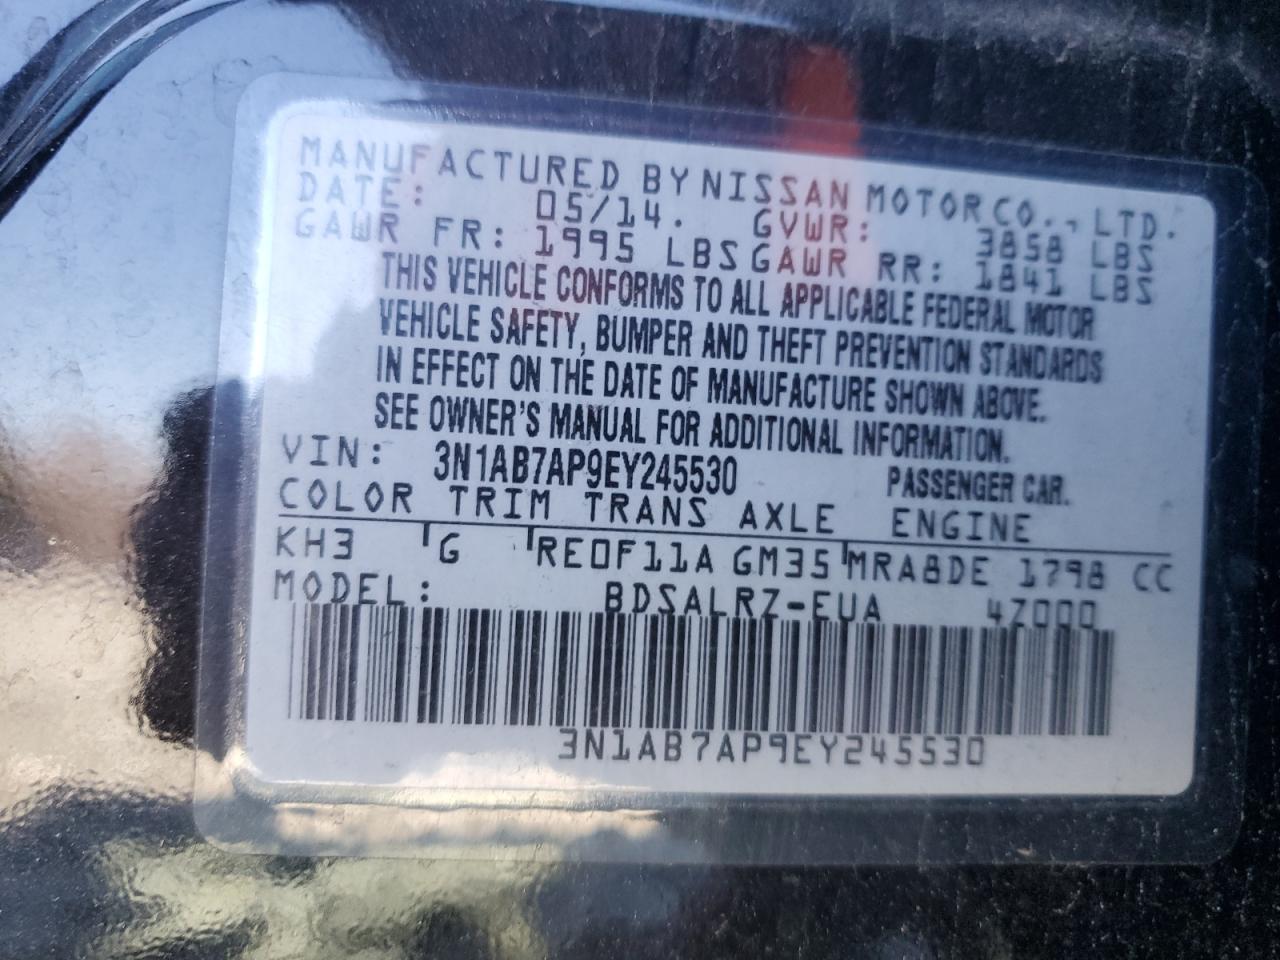 MANUFACTURED BY NISSAN MOTOR CO., LTD.
DATE: 05/14. GVWR: 3858 LBS
GAWR FR: 1995 LBS GAWR RR: 1841 LBS
THIS VEHICLE CONFORMS TO ALL APPLICABLE FEDERAL MOTOR
VEHICLE SAFETY, BUMPER AND THEFT PREVENTION STANDARDS
IN EFFECT ON THE DATE OF MANUFACTURE SHOWN ABOVE.
SEE OWNER'S MANUAL FOR ADDITIONAL INFORMATION.
VIN: 3N1AB7AP9EY245530 PASSENGER CAR.
COLOR TRIM TRANS AXLE ENGINE
KH3 G RE0F11A GM35 MRA8DE 1798 CC
MODEL: BDSALRZ-EUA 4Z000
3N1AB7AP9EY245530